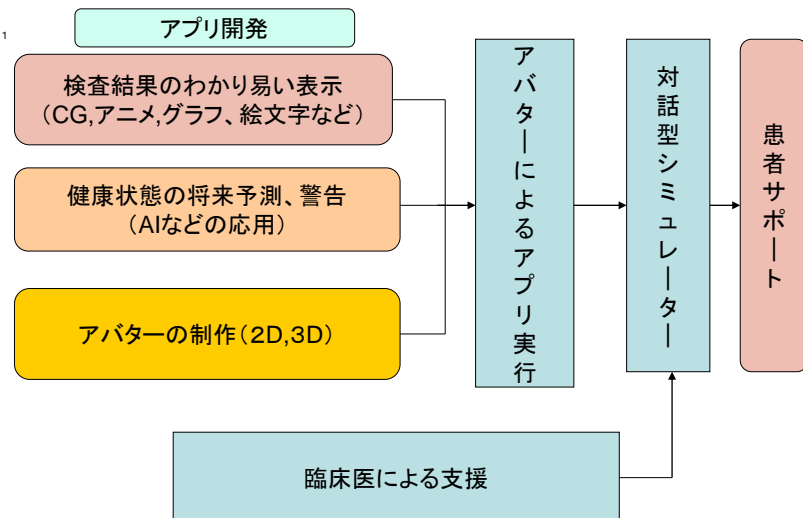 1
アプリ開発
検査結果のわかり易い表示
(CG,アニメ,グラフ、絵文字など)
健康状態の将来予測、警告
(AIなどの応用)
アバターの制作(2D,3D)
アバターによるアプリ実行
対話型シミュレーター
患者サポート
臨床医による支援